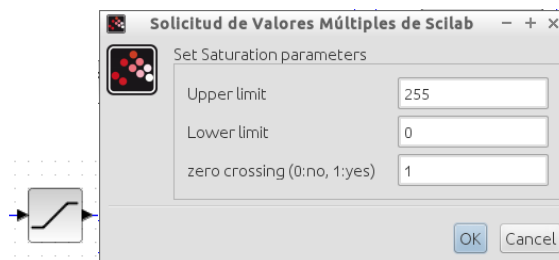 Solicitud de Valores Múltiples de Scilab
Set Saturation parameters
Upper limit 255
Lower limit 0
zero crossing (0:no, 1:yes) 1
OK Cancel